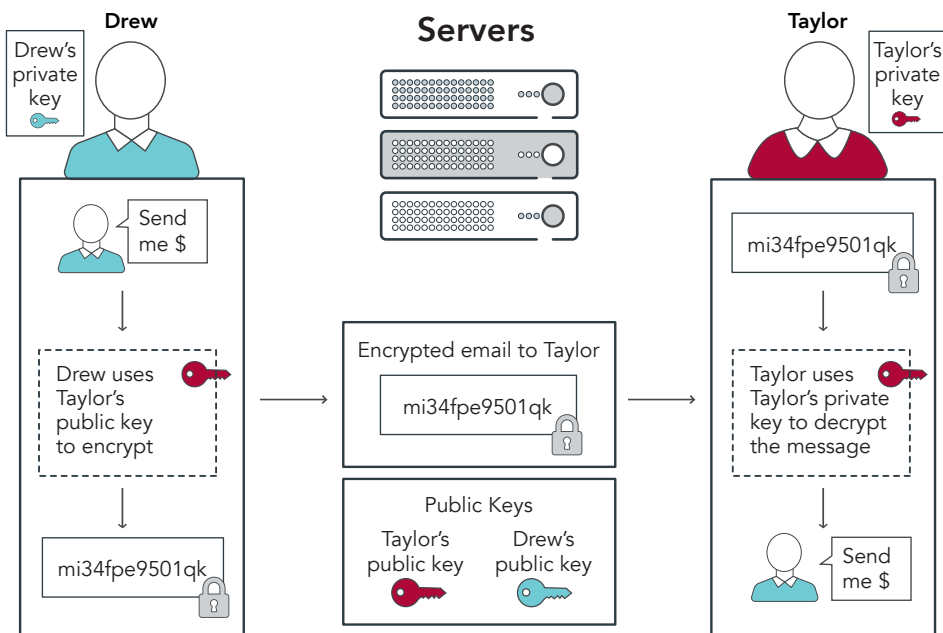 Drew
Servers
Taylor
Drew's
private
key
Taylor's
private
key
Send
me $
Drew uses
Taylor's
public key
to encrypt
mi34fpe9501qk
Encrypted email to Taylor
mi34fpe9501qk
Public Keys
Taylor's
public key
Drew's
public key
mi34fpe9501qk
Taylor uses
Taylor's private
key to decrypt
the message
Send
me $